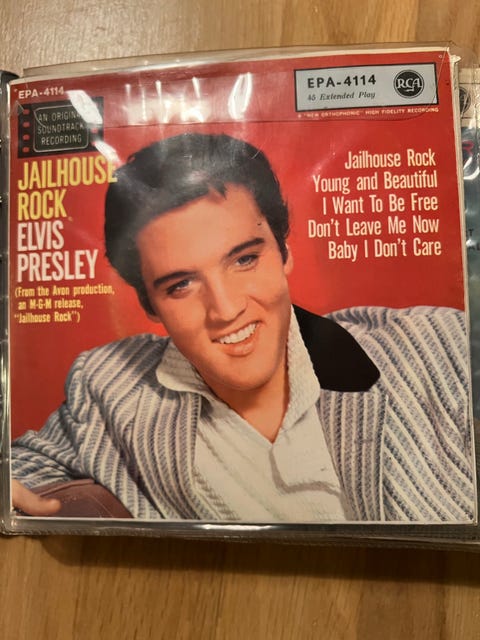 EPA-4114
AN ORIGINAL
SOUNDTRACK
RECORDING
JAILHOUSE
ROCK
ELVIS
PRESLEY
(From the Avon production,
an M-G-M release,
"Jailhouse Rock")
EPA-4114
45 Extended Play
RCA
"NEW ORTHOPHONIC" HIGH FIDELITY RECORDING
Jailhouse Rock
Young and Beautiful
I Want To Be Free
Don't Leave Me Now
Baby I Don't Care